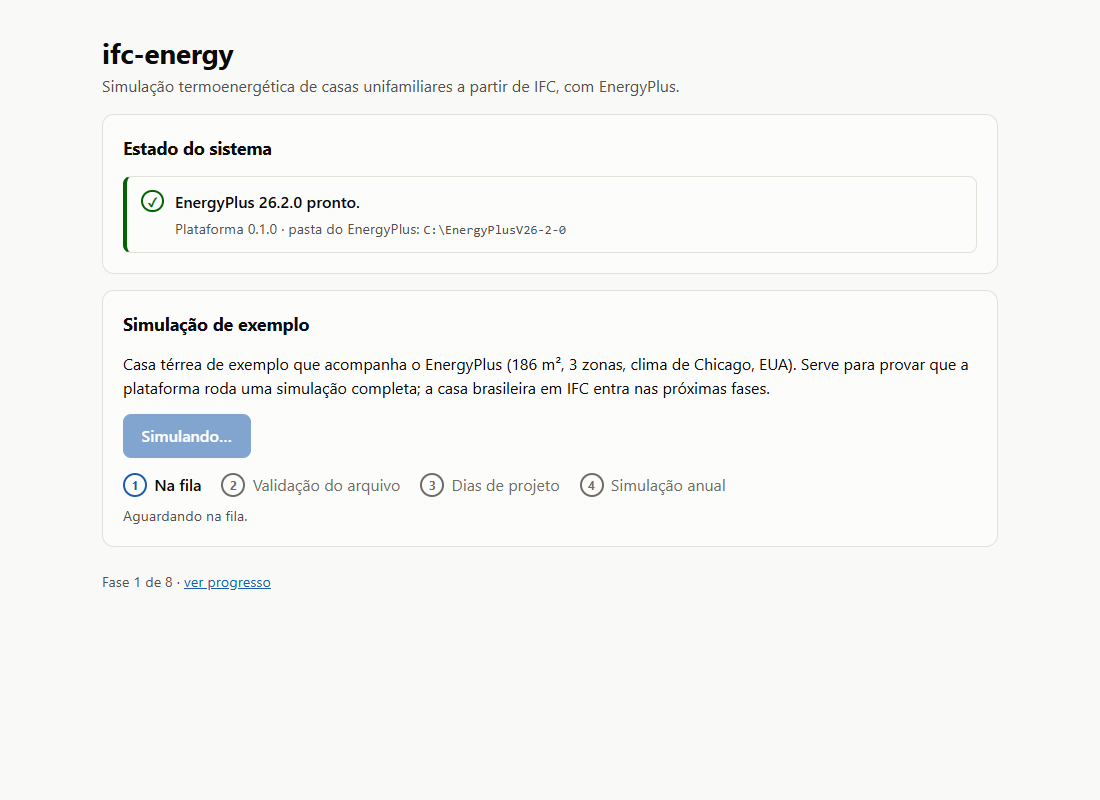 ifc-energy
Simulação termoenergética de casas unifamiliares a partir de IFC, com EnergyPlus.
Estado do sistema
✓ EnergyPlus 26.2.0 pronto.
Plataforma 0.1.0 · pasta do EnergyPlus: C:\EnergyPlusV26-2-0
Simulação de exemplo
Casa térrea de exemplo que acompanha o EnergyPlus (186 m², 3 zonas, clima de Chicago, EUA). Serve para provar que a
plataforma roda uma simulação completa; a casa brasileira em IFC entra nas próximas fases.
Simulando...
1 Na fila 2 Validação do arquivo 3 Dias de projeto 4 Simulação anual
Aguardando na fila.
Fase 1 de 8 · ver progresso